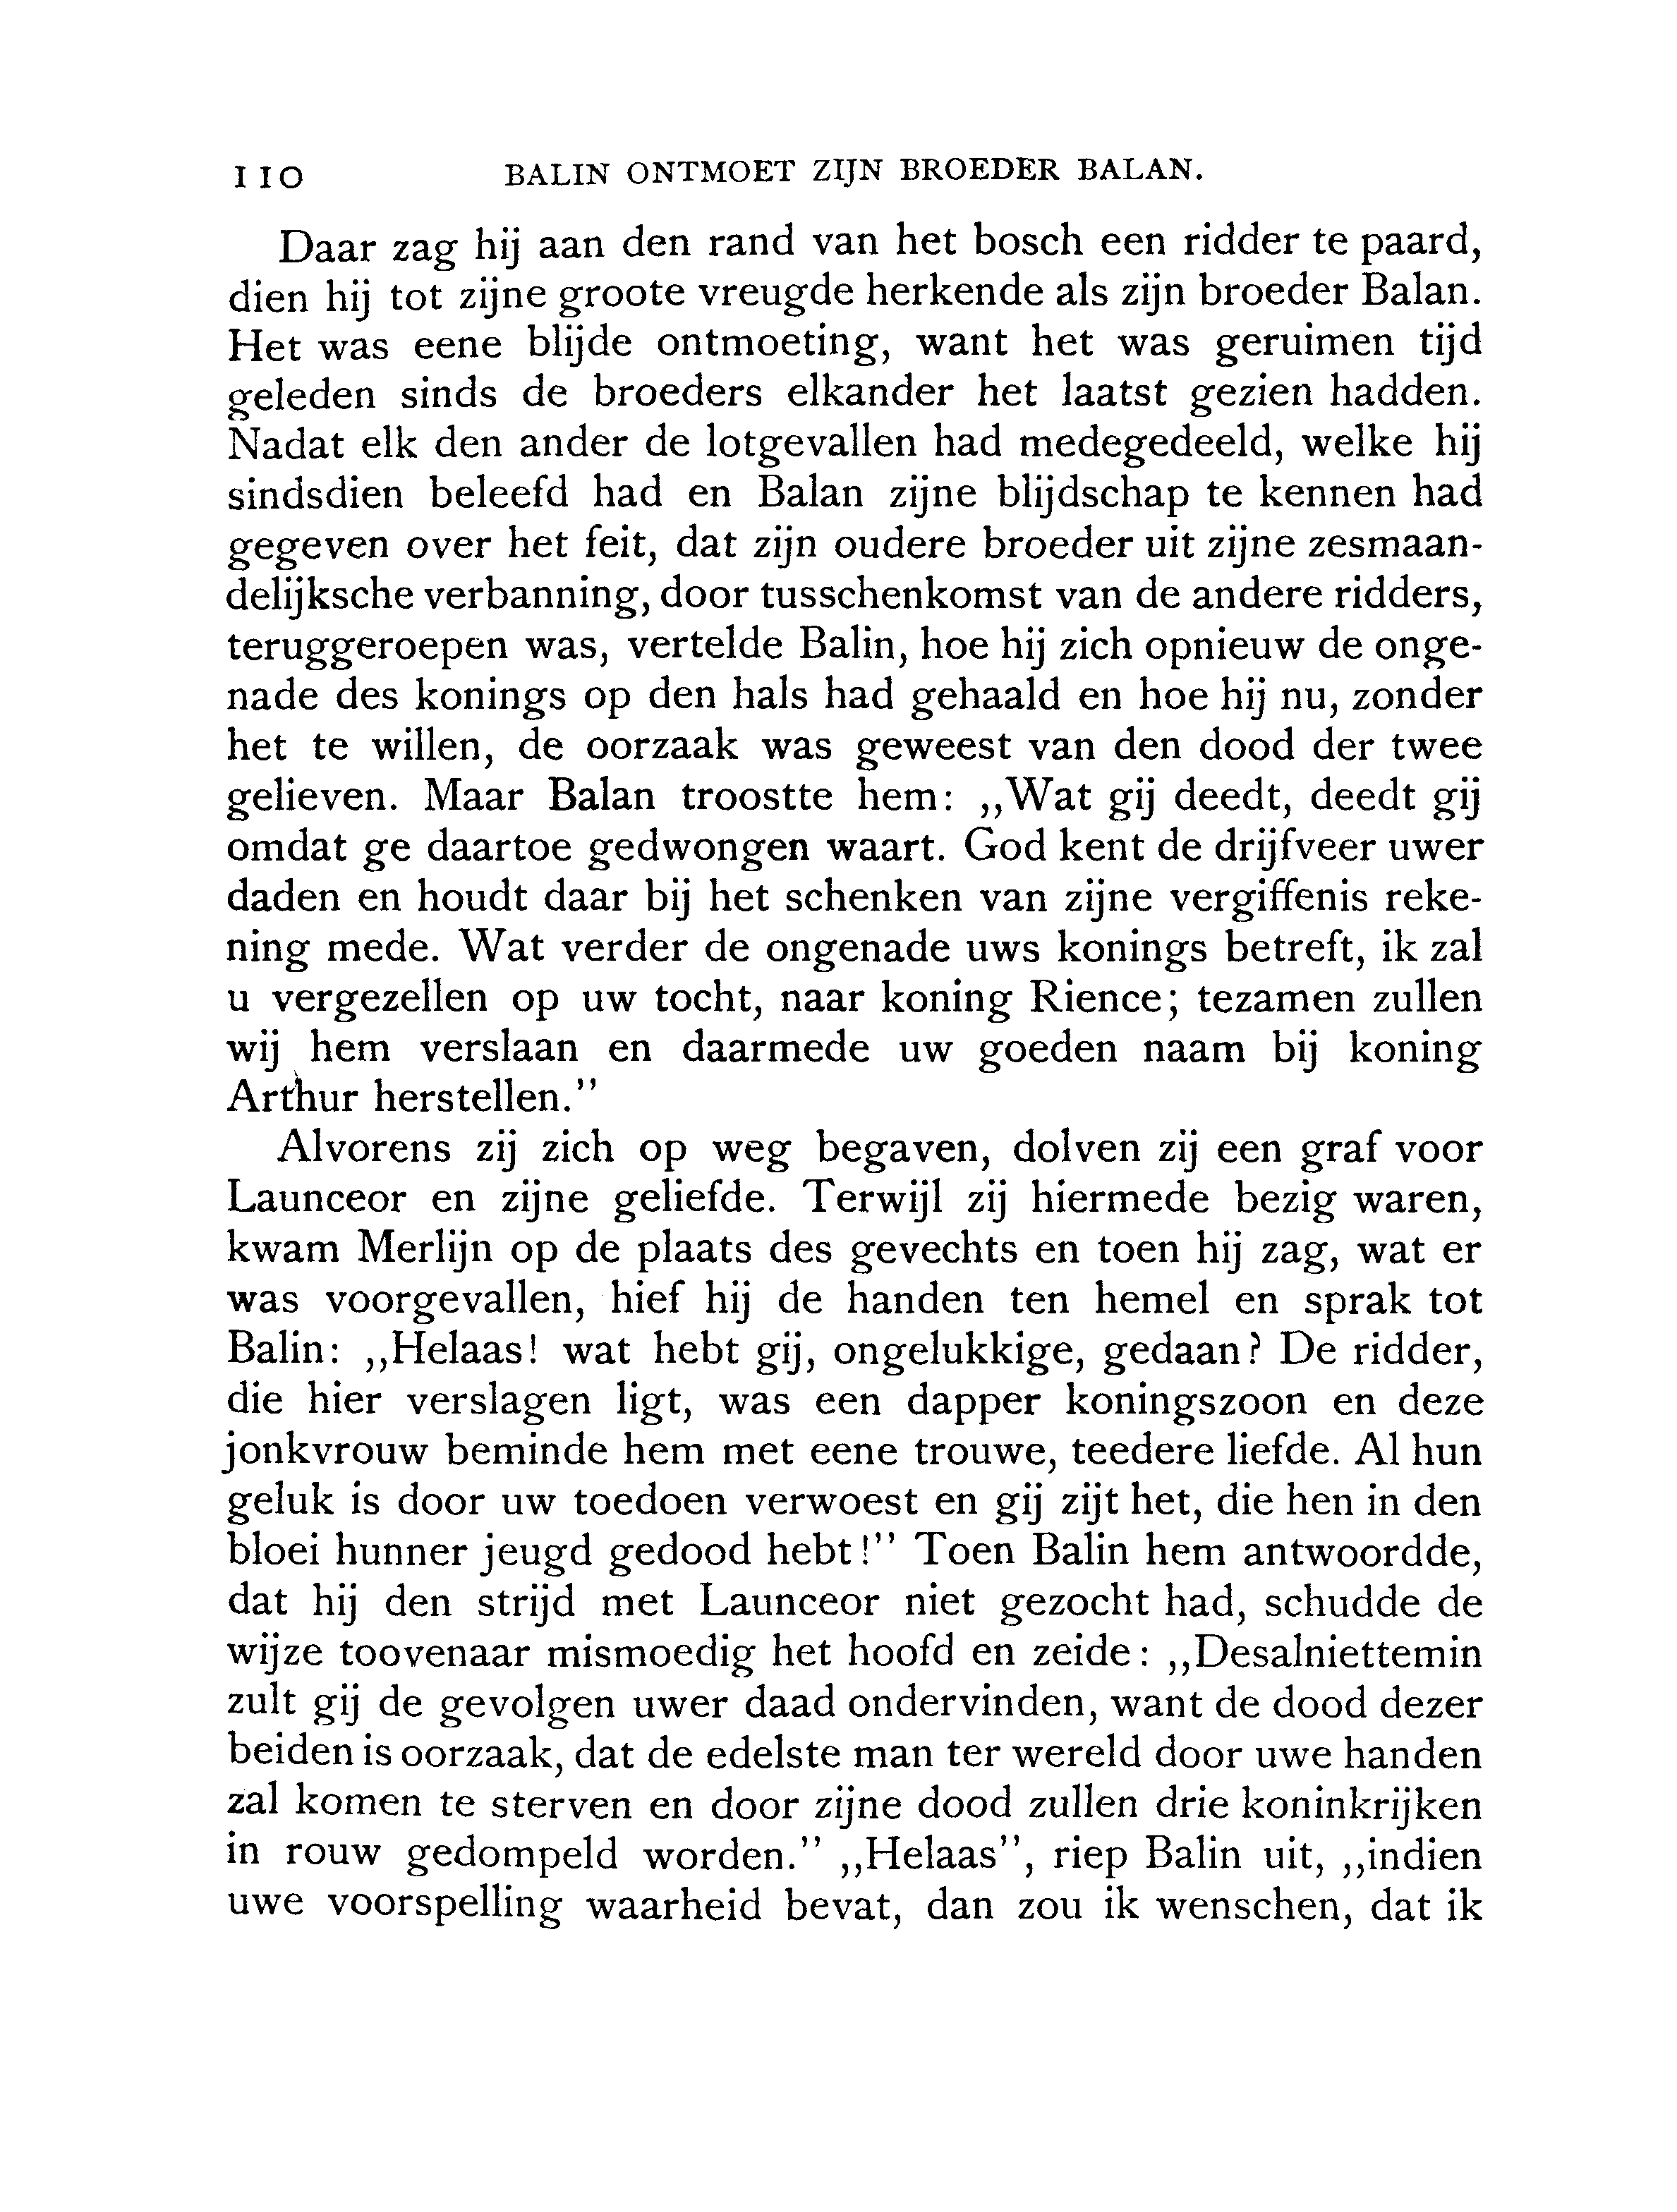 110 BALIN ONTMOET ZIJN BROEDER BALAN.
Daar zag hij aan den rand van het bosch een ridder te paard,
dien hij tot zijne groote vreugde herkende als zijn broeder Balan.
Het was eene blijde ontmoeting, want het was geruimen tijd
geleden sinds de broeders elkander het laatst gezien hadden.
Nadat elk den ander de lotgevallen had medegedeeld, welke hij
sindsdien beleefd had en Balan zijne blijdschap te kennen had
gegeven over het feit, dat zijn oudere broeder uit zijne zesmaan-
delijksche verbanning, door tusschenkomst van de andere ridders,
teruggeroepen was, vertelde Balin, hoe hij zich opnieuw de onge-
nade des konings op den hals had gehaald en hoe hij nu, zonder
het te willen, de oorzaak was geweest van den dood der twee
gelieven. Maar Balan troostte hem: ,,Wat gij deedt, deedt gij
omdat ge daartoe gedwongen waart. God kent de drijfveer uwer
daden en houdt daar bij het schenken van zijne vergiffenis reke-
ning mede. Wat verder de ongenade uws konings betreft, ik zal
u vergezellen op uw tocht, naar koning Rience; tezamen zullen
wij hem verslaan en daarmede uw goeden naam bij koning
Arthur herstellen.''
Alvorens zij zich op weg begaven, dolven zij een graf voor
Launceor en zijne geliefde. Terwijl zij hiermede bezig waren,
kwam Merlijn op de plaats des gevechts en toen hij zag, wat er
was voorgevallen, hief hij de handen ten hemel en sprak tot
Balin: ,,Helaas! wat hebt gij, ongelukkige, gedaan? De ridder,
die hier verslagen ligt, was een dapper koningszoon en deze
jonkvrouw beminde hem met eene trouwe, teedere liefde. Al hun
geluk is door uw toedoen verwoest en gij zijt het, die hen in den
bloei hunner jeugd gedood hebt!'' Toen Balin hem antwoordde,
dat hij den strijd met Launceor niet gezocht had, schudde de
wijze toovenaar mismoedig het hoofd en zeide: ,,Desalniettemin
zult gij de gevolgen uwer daad ondervinden, want de dood dezer
beiden is oorzaak, dat de edelste man ter wereld door uwe handen
zal komen te sterven en door zijne dood zullen drie koninkrijken
in rouw gedompeld worden.'' ,,Helaas'', riep Balin uit, ,,indien
uwe voorspelling waarheid bevat, dan zou ik wenschen, dat ik